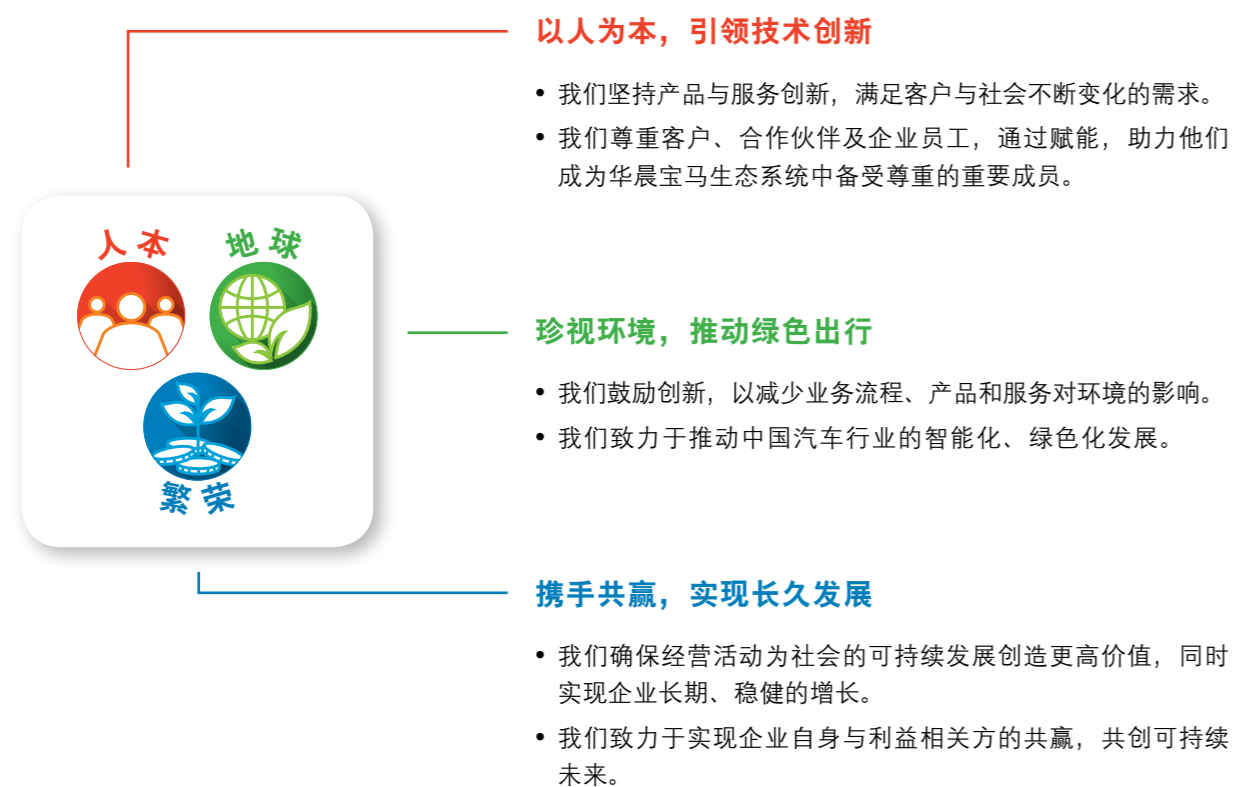 以人为本，引领技术创新
• 我们坚持产品与服务创新，满足客户与社会不断变化的需求。
• 我们尊重客户、合作伙伴及企业员工，通过赋能，助力他们
成为华晨宝马生态系统中备受尊重的重要成员。
人本
地球
繁荣
珍视环境，推动绿色出行
• 我们鼓励创新，以减少业务流程、产品和服务对环境的影响。
• 我们致力于推动中国汽车行业的智能化、绿色化发展。
携手共赢，实现长久发展
• 我们确保经营活动为社会的可持续发展创造更高价值，同时
实现企业长期、稳健的增长。
• 我们致力于实现企业自身与利益相关方的共赢，共创可持续
未来。